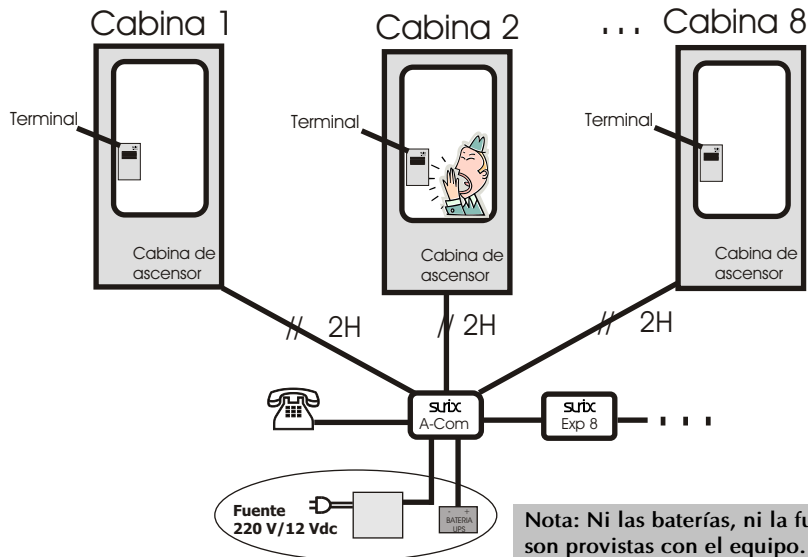 Cabina 1
Cabina 2
... Cabina 8
Terminal
Terminal
Terminal
Cabina de
ascensor
Cabina de
ascensor
Cabina de
ascensor
// 2H
// 2H
// 2H
surix
A-Com
surix
Exp 8
Fuente
220 V/12 Vdc
- +
BATERIA
UPS
Nota: Ni las baterías, ni la
son provistas con el equipo.